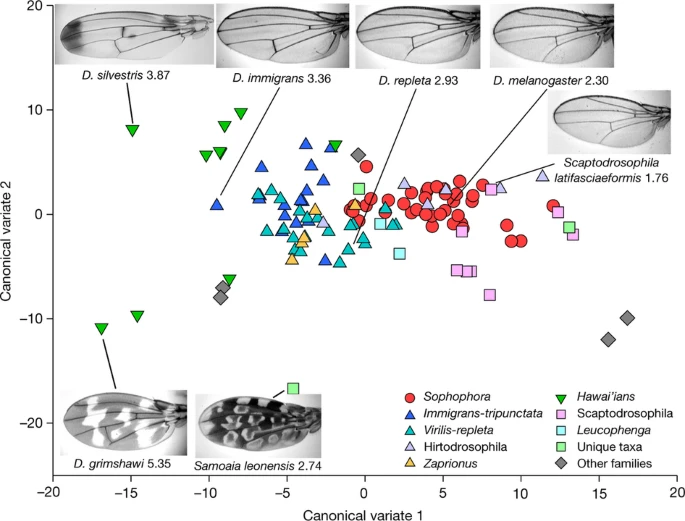 20
D. silvestris 3.87
D. immigrans 3.36
D. repleta 2.93
D. melanogaster 2.30
10
Scaptodrosophila
latifasciaeformis 1.76
Canonical variate 2
0
–10
–20
D. grimshawi 5.35
Samoaia leonensis 2.74
Sophophora
Immigrans-tripunctata
Virilis-repleta
Hirtodrosophila
Zaprionus
Hawai'ians
Scaptodrosophila
Leucophenga
Unique taxa
Other families
–20 –15 –10 –5 0 5 10 15 20
Canonical variate 1